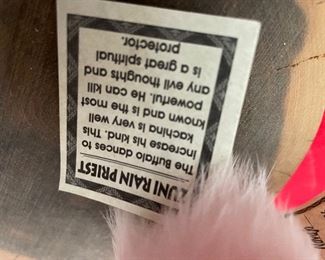 ZUNI RAIN PRIEST
The Buffalo dances to
increase his kind. This
kachina is very well
known and is the most
powerful. He can kill
any evil thoughts and
is a great spiritual
protector.